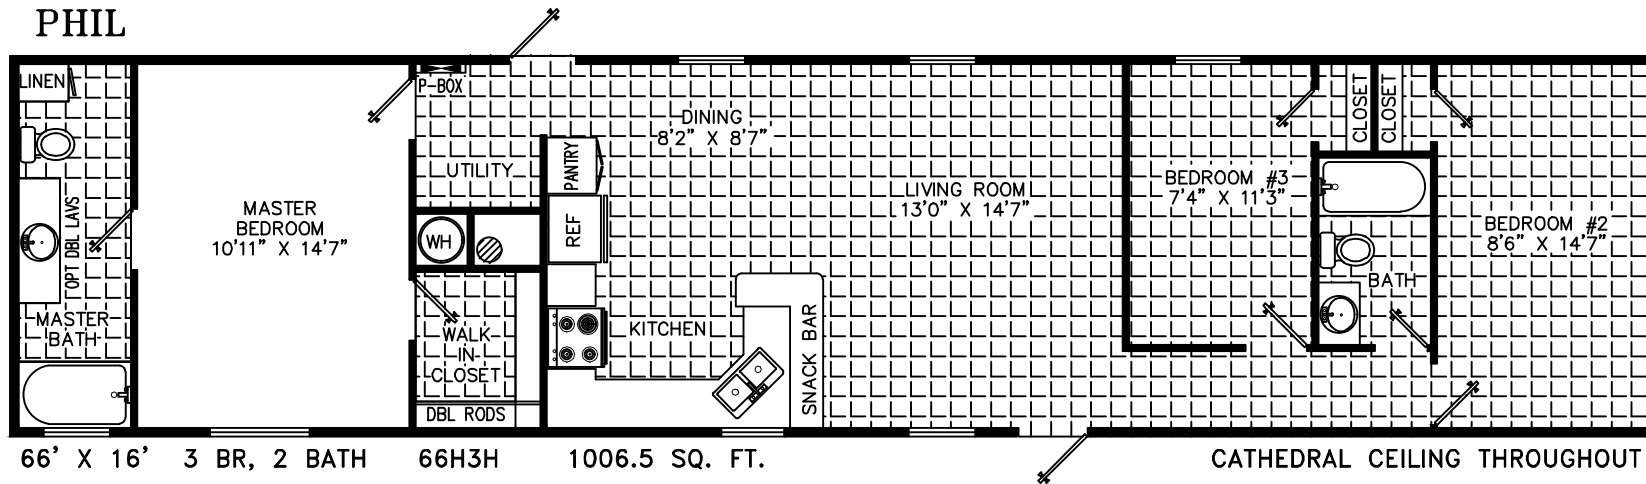 PHIL
LINEN
P-BOX
DINING
8'2" X 8'7"
CLOSET
CLOSET
PANTRY
UTILITY
LIVING ROOM
13'0" X 14'7"
BEDROOM #3
7'4" X 11'3"
MASTER
BEDROOM
10'11" X 14'7"
OPT DBL LAVS
WH
REF
BEDROOM #2
8'6" X 14'7"
BATH
MASTER
BATH
WALK
IN
CLOSET
KITCHEN
SNACK BAR
DBL RODS
66' X 16' 3 BR, 2 BATH 66H3H 1006.5 SQ. FT. CATHEDRAL CEILING THROUGHOUT